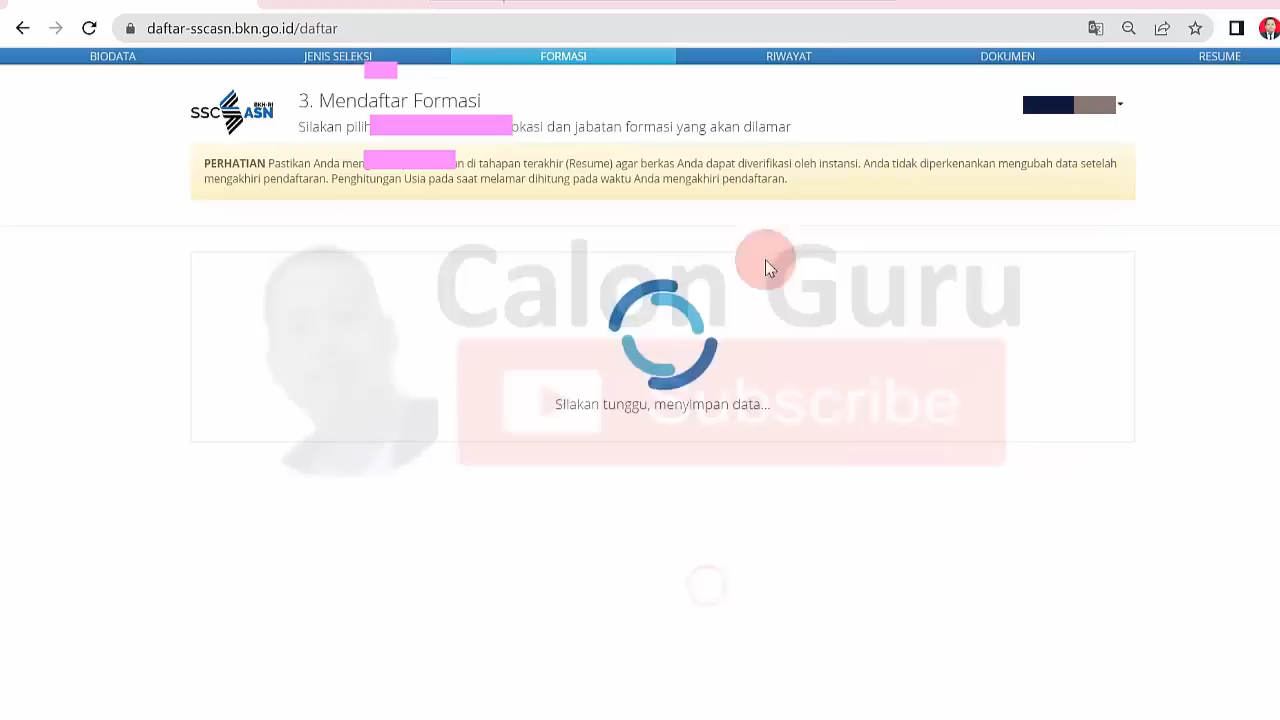 daftar-sscasn.bkn.go.id/daftar
BIODATA JENIS SELEKSI FORMASI RIWAYAT DOKUMEN RESUME
SSC ASN BKN-RI
3. Mendaftar Formasi
Silakan pilih okasi dan jabatan formasi yang akan dilamar
PERHATIAN Pastikan Anda men n di tahapan terakhir (Resume) agar berkas Anda dapat diverifikasi oleh instansi. Anda tidak diperkenankan mengubah data setelah
mengakhiri pendaftaran. Penghitungan Usia pada saat melamar dihitung pada waktu Anda mengakhiri pendaftaran.
Calon Guru
Subscribe
Silakan tunggu, menyimpan data...